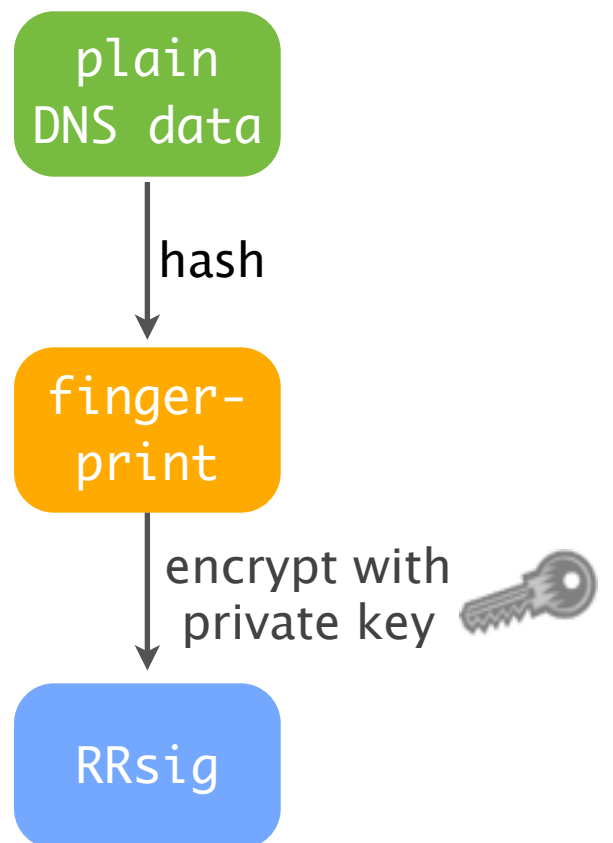 plain
DNS data
hash
finger-
print
encrypt with
private key
RRsig